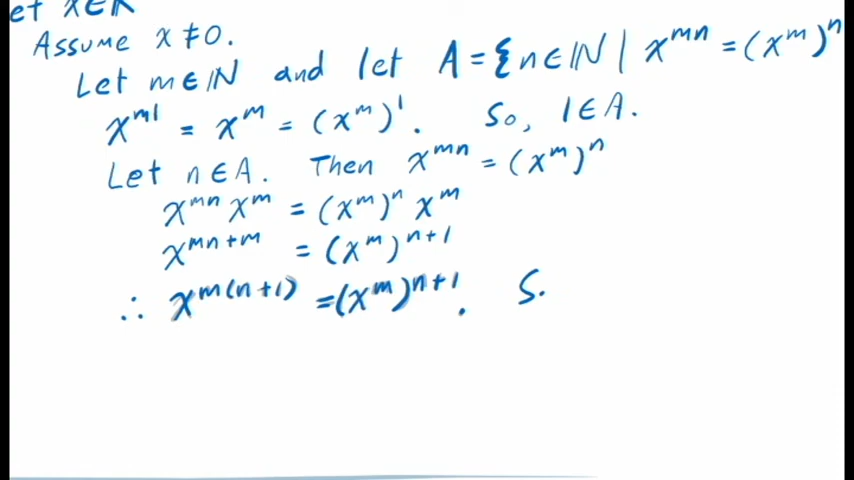 et x∈R
Assume x ≠ 0.
Let m∈ℕ and let A = {n∈ℕ | x^{mn} = (x^m)^n
x^{m1} = x^m = (x^m)^1. So, 1∈A.
Let n∈A. Then x^{mn} = (x^m)^n
x^{mn} x^m = (x^m)^n x^m
x^{mn+m} = (x^m)^{n+1}
∴ x^{m(n+1)} = (x^m)^{n+1}. S